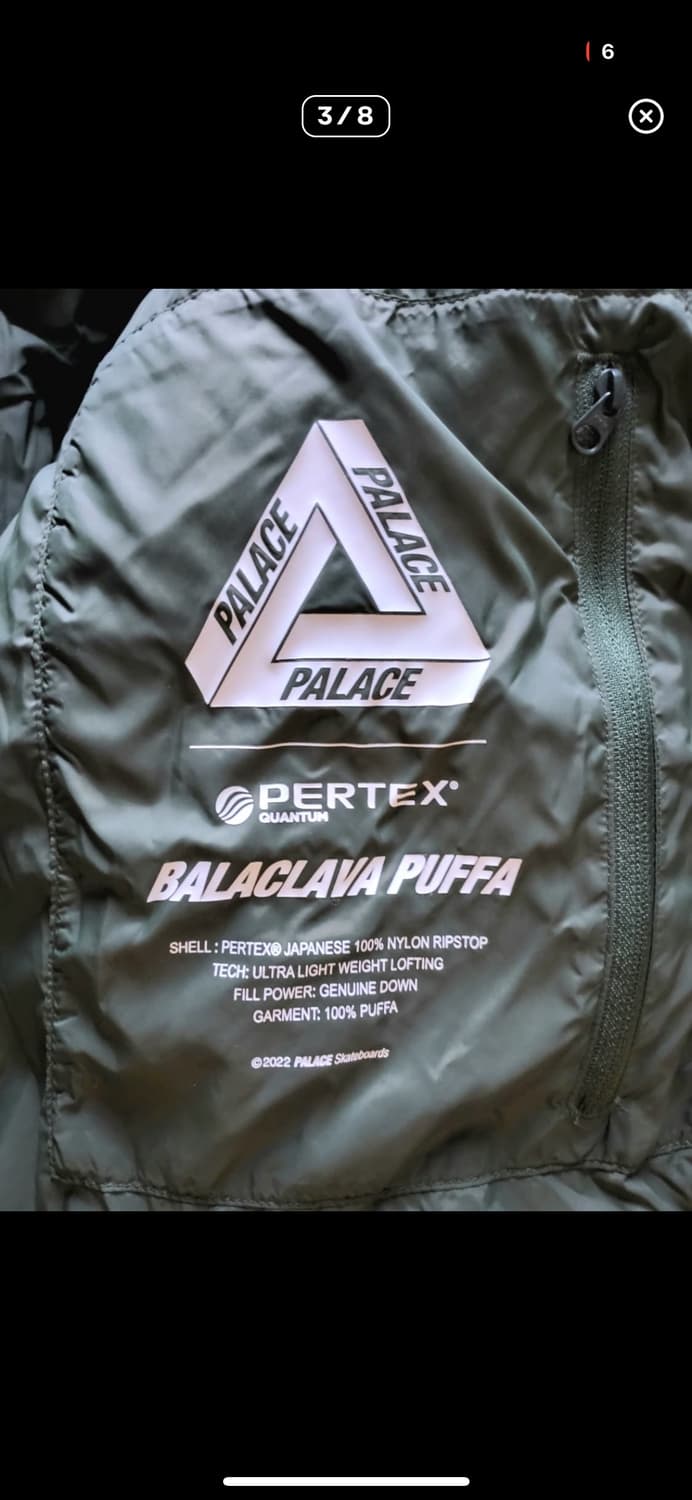 6
3/8
PALACE
PALACE
PALACE
PERTEX®
QUANTUM
BALACLAVA PUFFA
SHELL : PERTEX® JAPANESE 100% NYLON RIPSTOP
TECH: ULTRA LIGHT WEIGHT LOFTING
FILL POWER: GENUINE DOWN
GARMENT: 100% PUFFA
©2022 PALACE Skateboards